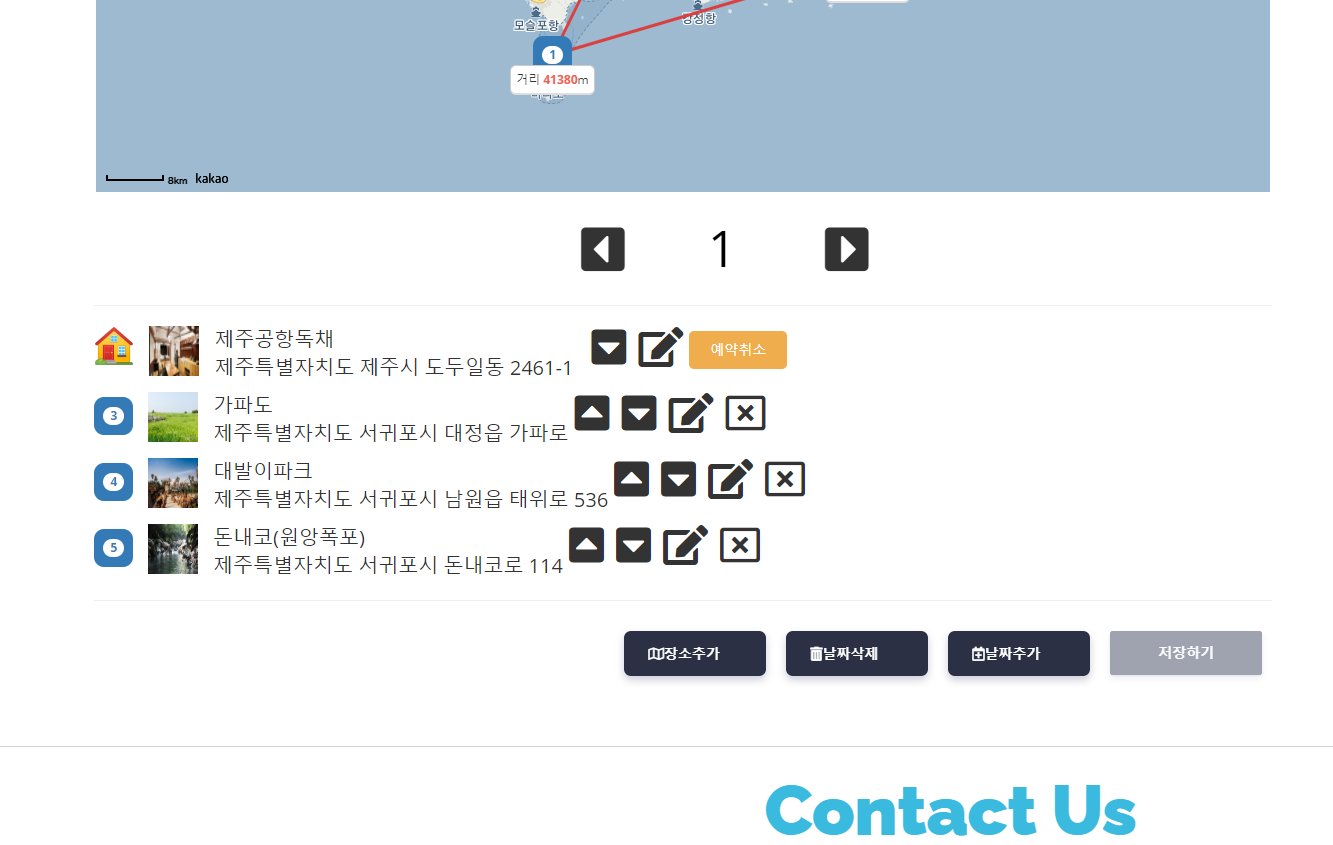 모슬포항
강정항
1
거리 41380m
8km kakao
1
제주공항독채
제주특별자치도 제주시 도두일동 2461-1
예약취소
3
가파도
제주특별자치도 서귀포시 대정읍 가파로
4
대발이파크
제주특별자치도 서귀포시 남원읍 태위로 536
5
돈내코(원앙폭포)
제주특별자치도 서귀포시 돈내코로 114
장소추가
날짜삭제
날짜추가
저장하기
Contact Us